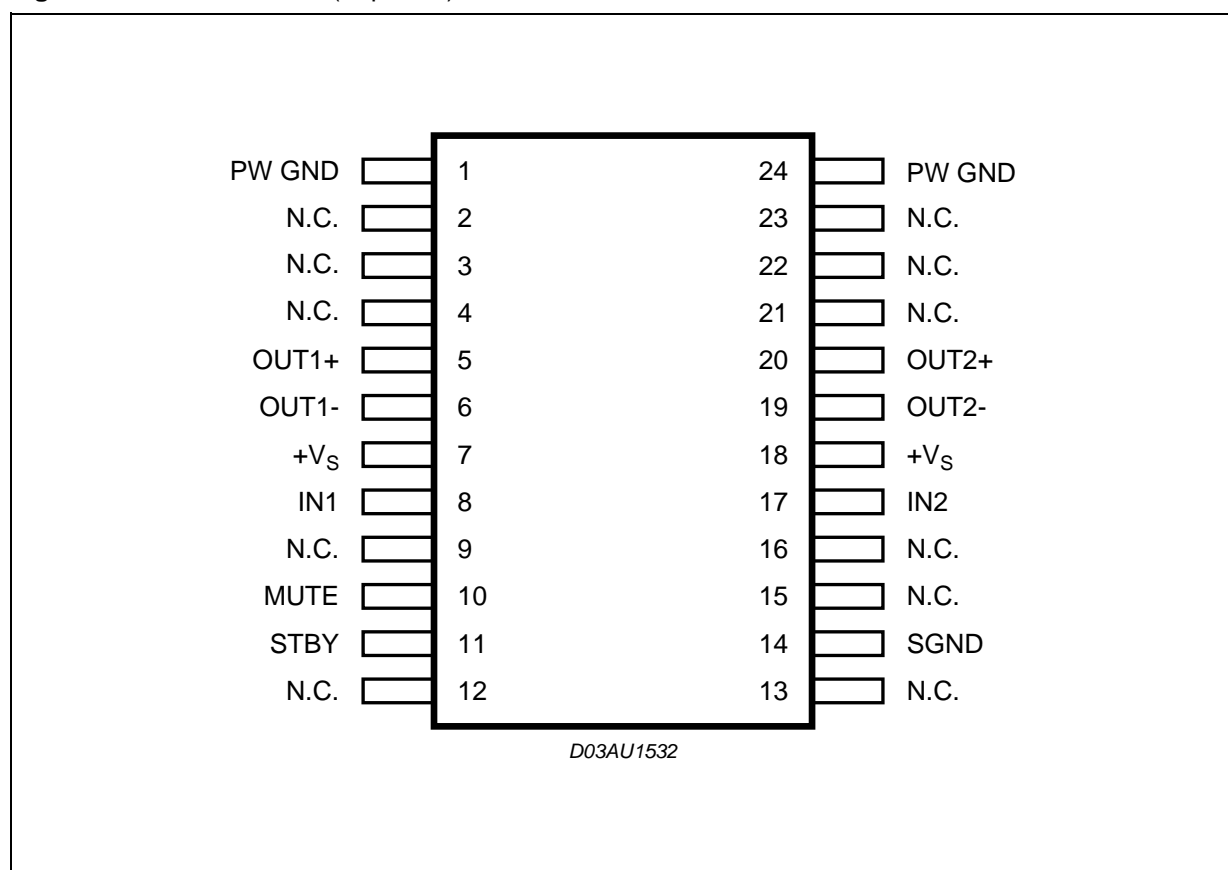 PW GND 1 24 PW GND
N.C. 2 23 N.C.
N.C. 3 22 N.C.
N.C. 4 21 N.C.
OUT1+ 5 20 OUT2+
OUT1- 6 19 OUT2-
+VS 7 18 +VS
IN1 8 17 IN2
N.C. 9 16 N.C.
MUTE 10 15 N.C.
STBY 11 14 SGND
N.C. 12 13 N.C.
D03AU1532